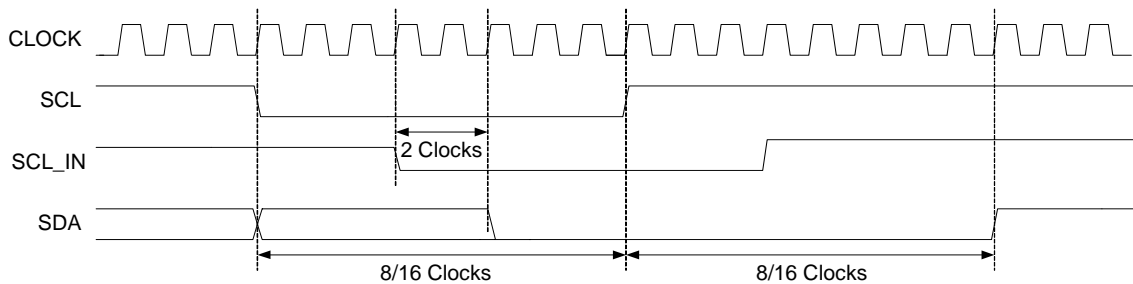 CLOCK
SCL
2 Clocks
SCL_IN
SDA
8/16 Clocks
8/16 Clocks